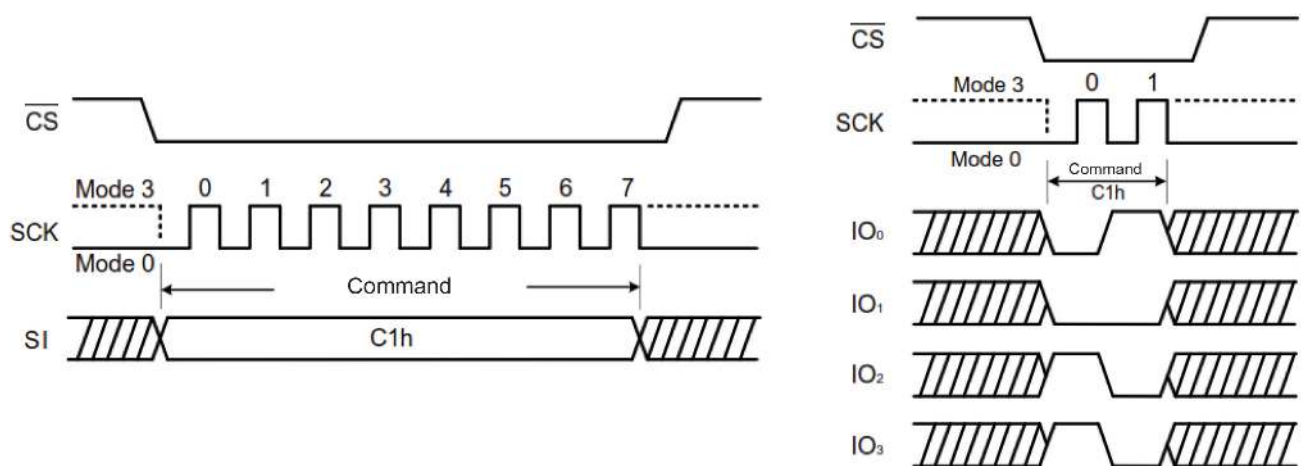 CS
Mode 3 0 1 2 3 4 5 6 7
SCK
Mode 0
Command
SI C1h
CS
Mode 3 0 1
SCK
Mode 0 Command
C1h
IO₀
IO₁
IO₂
IO₃